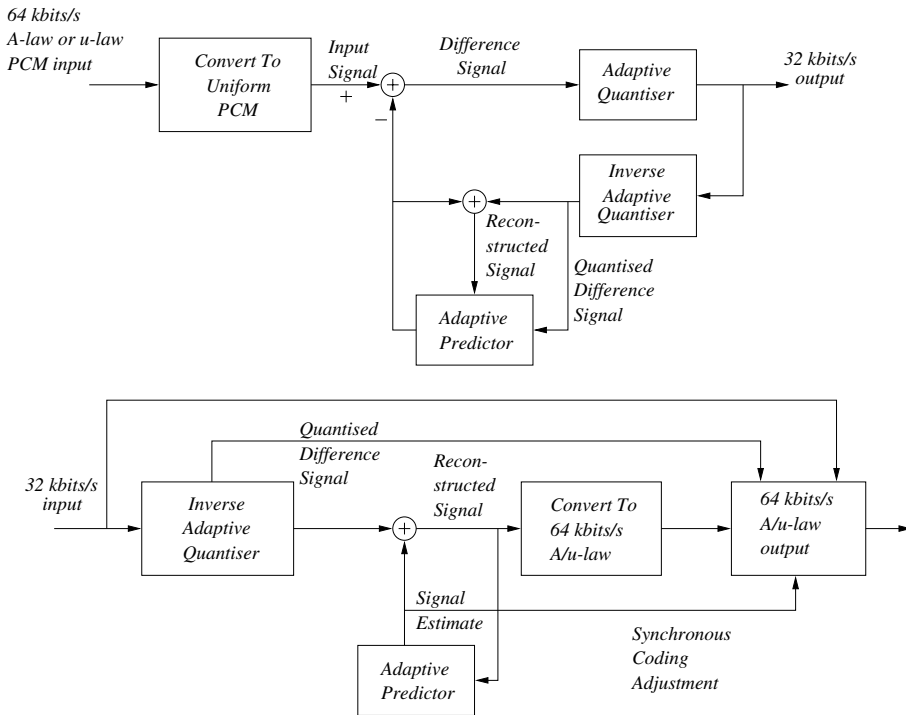 64 kbits/s
A-law or u-law
PCM input
Convert To
Uniform
PCM
Input
Signal
+
+
−
Difference
Signal
Adaptive
Quantiser
32 kbits/s
output
Inverse
Adaptive
Quantiser
+
Recon-
structed
Signal
Quantised
Difference
Signal
Adaptive
Predictor
32 kbits/s
input
Quantised
Difference
Signal
Inverse
Adaptive
Quantiser
+
Recon-
structed
Signal
Convert To
64 kbits/s
A/u-law
64 kbits/s
A/u-law
output
Signal
Estimate
Adaptive
Predictor
Synchronous
Coding
Adjustment